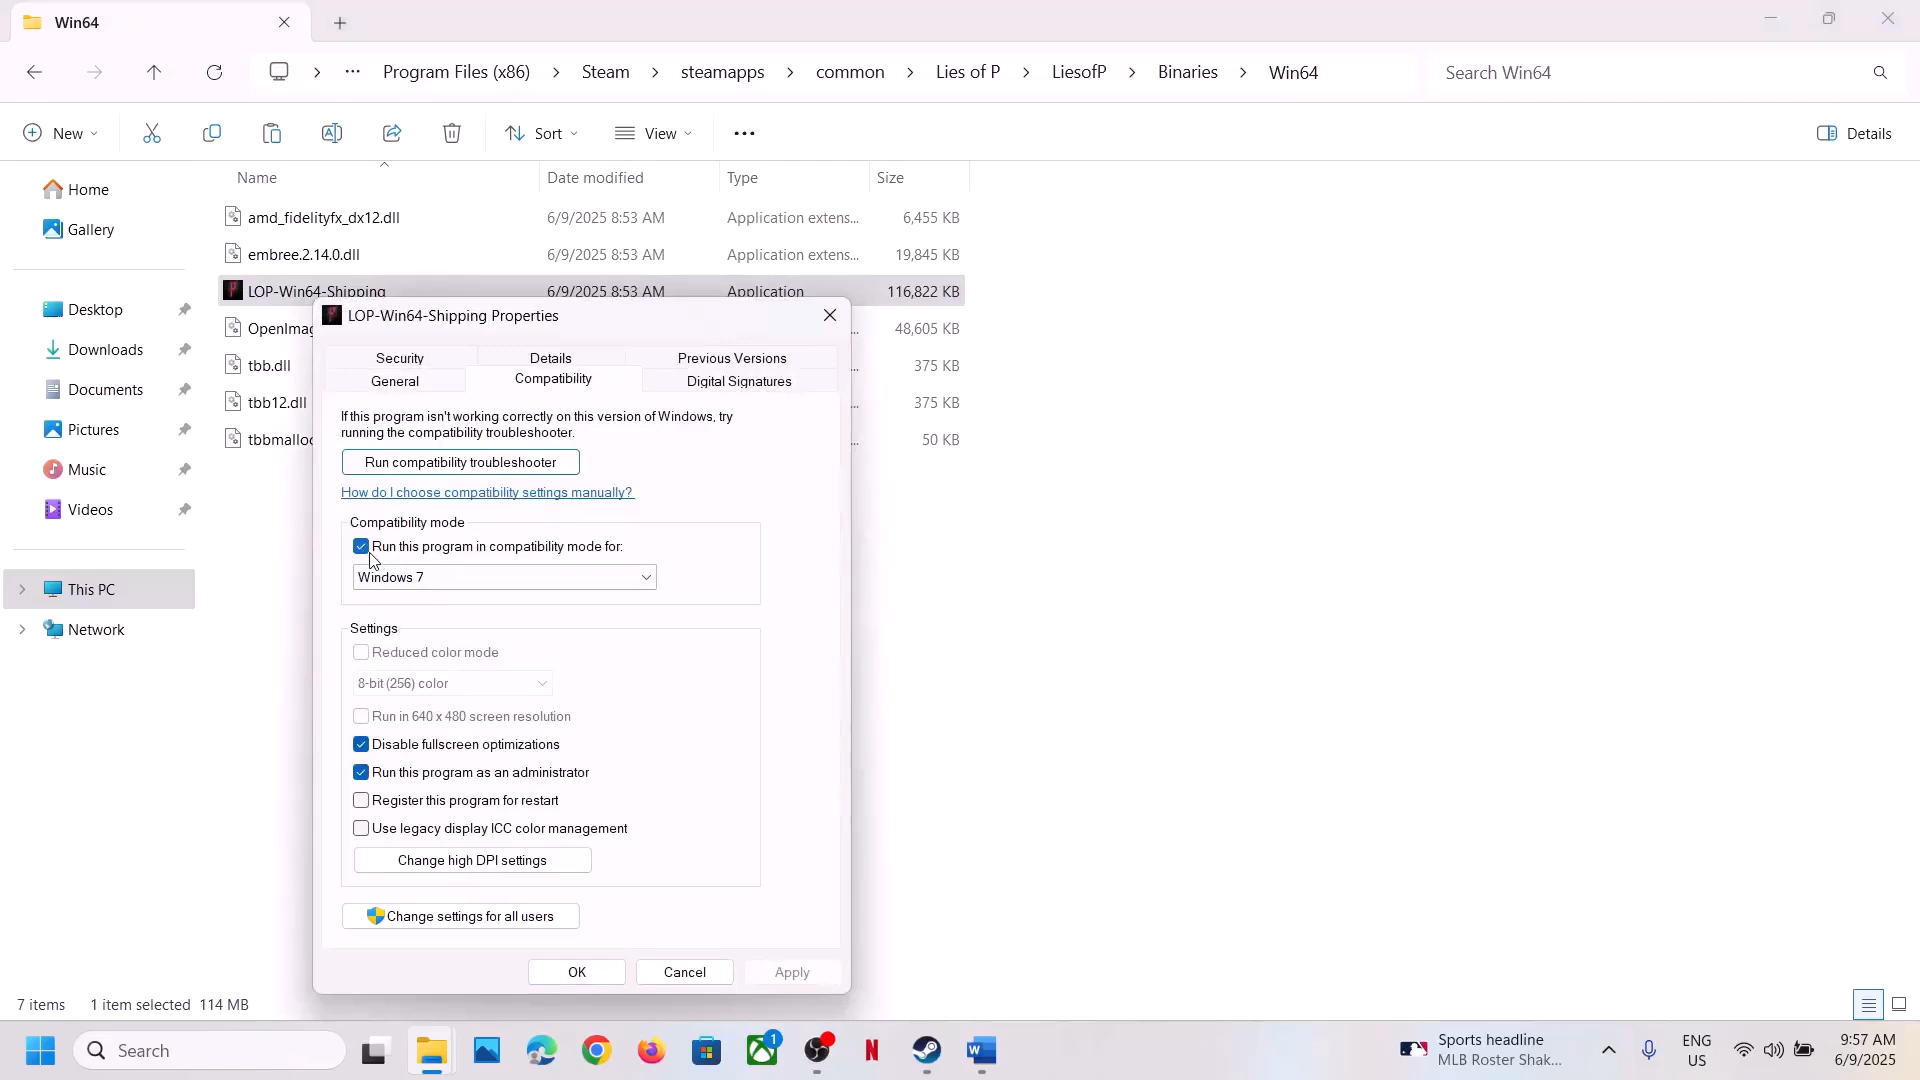 Win64
Program Files (x86) Steam steamapps common Lies of P LiesofP Binaries Win64
Search Win64
New
Sort
View
Details
Name Date modified Type Size
Home
Gallery
Desktop
Downloads
Documents
Pictures
Music
Videos
This PC
Network
amd_fidelityfx_dx12.dll 6/9/2025 8:53 AM Application extens... 6,455 KB
embree.2.14.0.dll 6/9/2025 8:53 AM Application extens... 19,845 KB
LOP-Win64-Shipping 6/9/2025 8:53 AM Application 116,822 KB
OpenImag ... 48,605 KB
tbb.dll ... 375 KB
tbb12.dll ... 375 KB
tbbmalloc ... 50 KB
LOP-Win64-Shipping Properties
Security Details Previous Versions
General Compatibility Digital Signatures
If this program isn't working correctly on this version of Windows, try
running the compatibility troubleshooter.
Run compatibility troubleshooter
How do I choose compatibility settings manually?
Compatibility mode
Run this program in compatibility mode for:
Windows 7
Settings
Reduced color mode
8-bit (256) color
Run in 640 x 480 screen resolution
Disable fullscreen optimizations
Run this program as an administrator
Register this program for restart
Use legacy display ICC color management
Change high DPI settings
Change settings for all users
OK Cancel Apply
7 items 1 item selected 114 MB
Search
1
Sports headline
MLB Roster Shak...
ENG
US
9:57 AM
6/9/2025